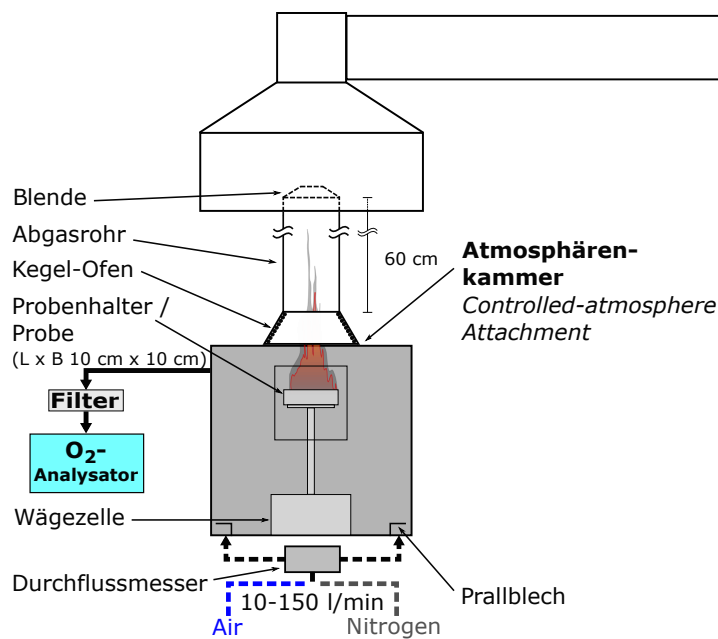 Blende
Abgasrohr
Kegel-Ofen
Probenhalter /
Probe
(L x B 10 cm x 10 cm)
60 cm
Atmosphären-
kammer
Controlled-atmosphere
Attachment
Filter
O₂-
Analysator
Wägezelle
Durchflussmesser
Prallblech
10-150 l/min
Air
Nitrogen